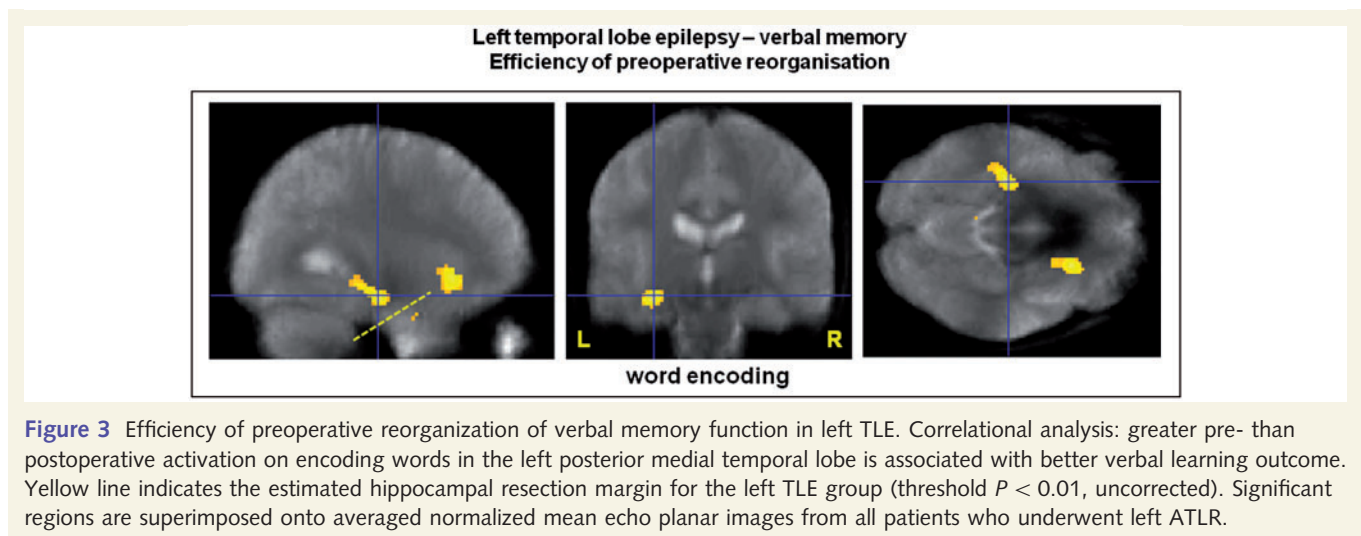 Left temporal lobe epilepsy – verbal memory
Efficiency of preoperative reorganisation
L
R
word encoding
Figure 3 Efficiency of preoperative reorganization of verbal memory function in left TLE. Correlational analysis: greater pre- than
postoperative activation on encoding words in the left posterior medial temporal lobe is associated with better verbal learning outcome.
Yellow line indicates the estimated hippocampal resection margin for the left TLE group (threshold P < 0.01, uncorrected). Significant
regions are superimposed onto averaged normalized mean echo planar images from all patients who underwent left ATLR.